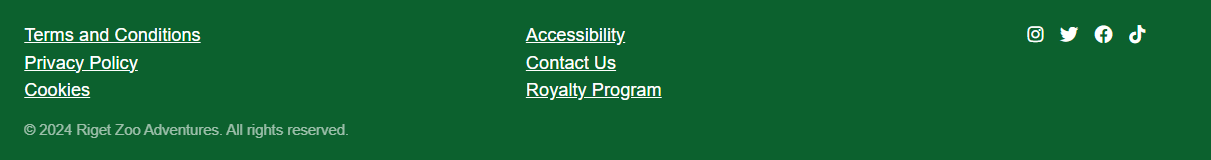 Terms and Conditions
Privacy Policy
Cookies
Accessibility
Contact Us
Royalty Program
© 2024 Riget Zoo Adventures. All rights reserved.